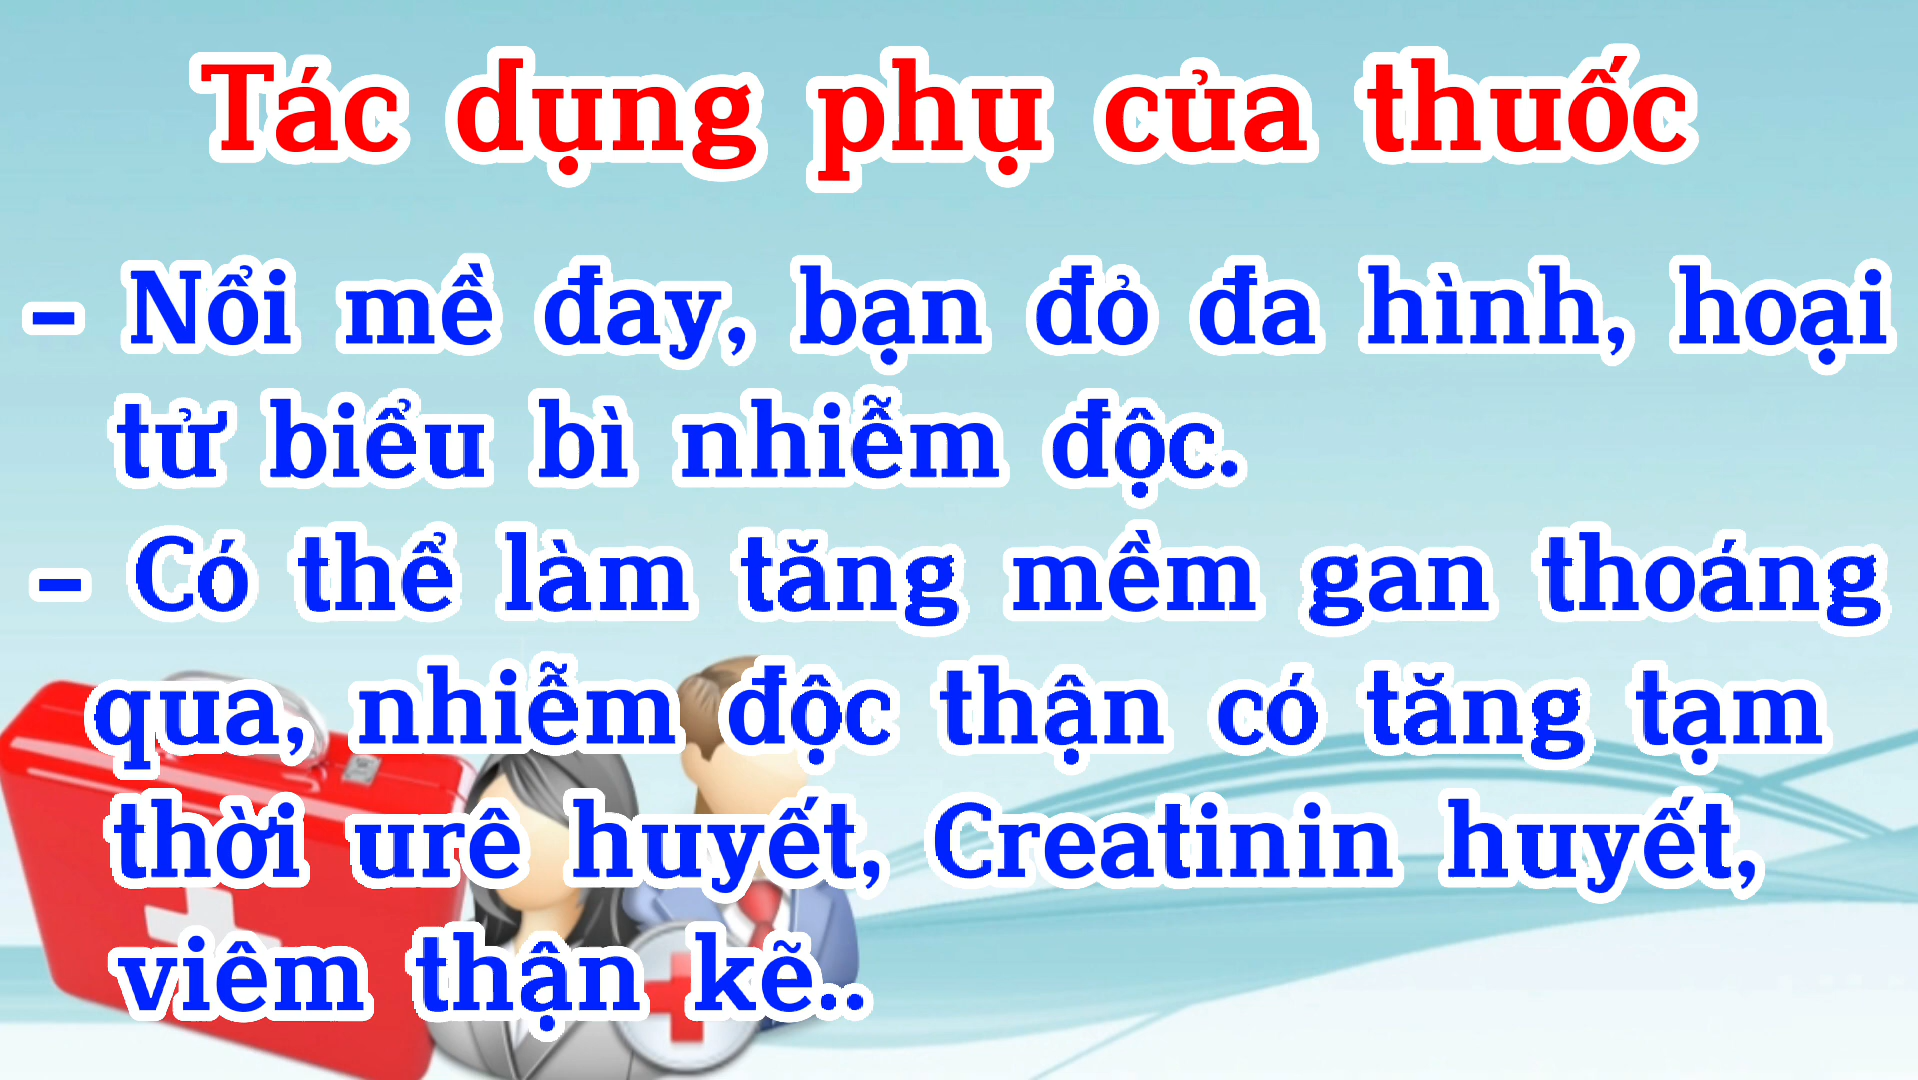 Tác dụng phụ của thuốc
- Nổi mề đay, bạn đỏ đa hình, hoại
tử biểu bì nhiễm độc.
- Có thể làm tăng mềm gan thoáng
qua, nhiễm độc thận có tăng tạm
thời urê huyết, Creatinin huyết,
viêm thận kẽ..